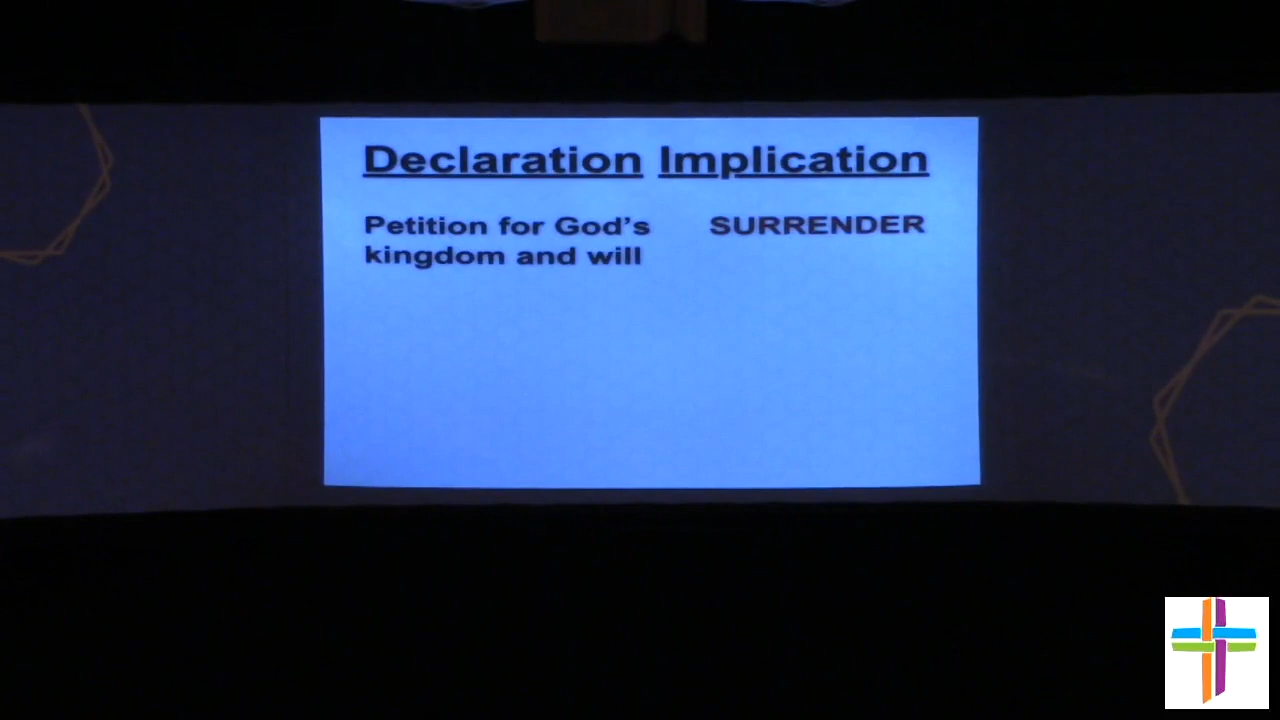 Declaration Implication
Petition for God's SURRENDER
kingdom and will